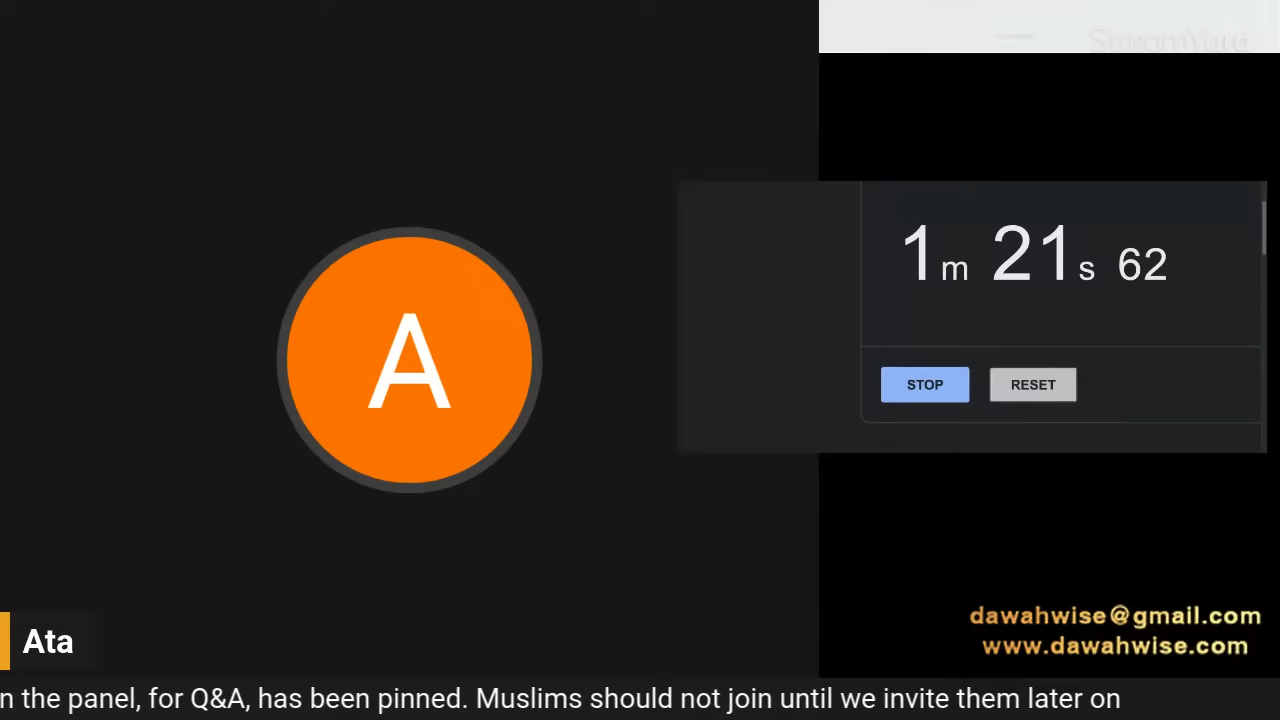 StreamYard
1m 21s 62
STOP RESET
A
dawahwise@gmail.com
www.dawahwise.com
Ata
n the panel, for Q&A, has been pinned. Muslims should not join until we invite them later on